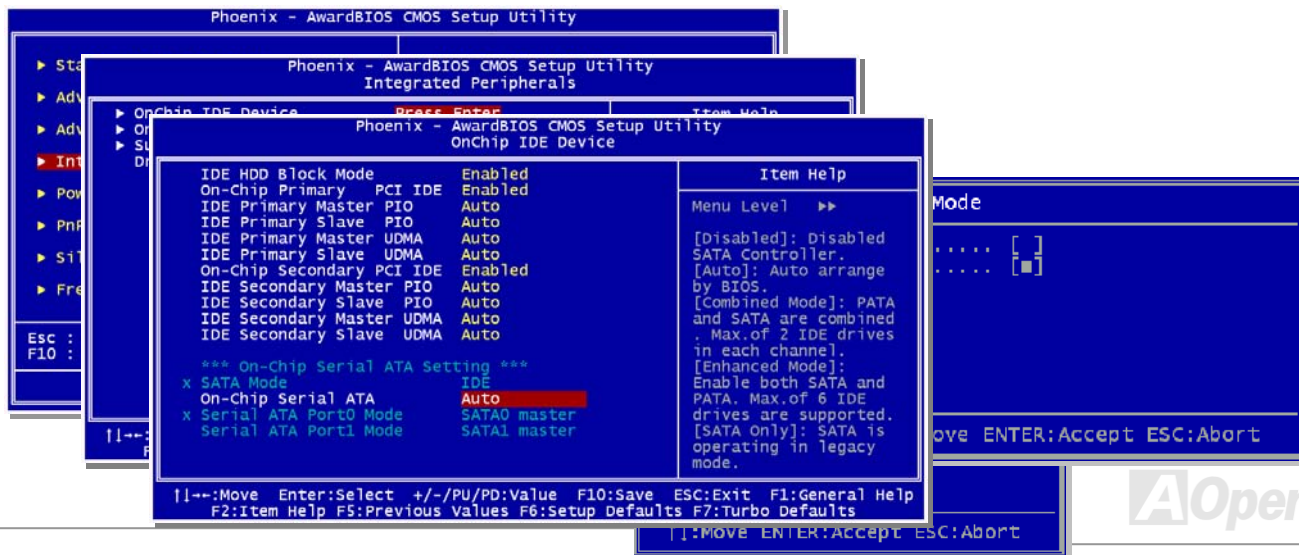 Phoenix - AwardBIOS CMOS Setup Utility
Phoenix - AwardBIOS CMOS Setup Utility
Integrated Peripherals
OnChip IDE Device Press Enter Item Help
Esc :
F10 :
Phoenix - AwardBIOS CMOS Setup Utility
OnChip IDE Device
IDE HDD Block Mode Enabled
On-Chip Primary PCI IDE Enabled
IDE Primary Master PIO Auto
IDE Primary Slave PIO Auto
IDE Primary Master UDMA Auto
IDE Primary Slave UDMA Auto
On-Chip Secondary PCI IDE Enabled
IDE Secondary Master PIO Auto
IDE Secondary Slave PIO Auto
IDE Secondary Master UDMA Auto
IDE Secondary Slave UDMA Auto
*** On-Chip Serial ATA Setting ***
x SATA Mode IDE
On-Chip Serial ATA Auto
x Serial ATA Port0 Mode SATA0 master
Serial ATA Port1 Mode SATA1 master
Item Help
Menu Level ▶▶
[Disabled]: Disabled
SATA Controller.
[Auto]: Auto arrange
by BIOS.
[Combined Mode]: PATA
and SATA are combined
. Max.of 2 IDE drives
in each channel.
[Enhanced Mode]:
Enable both SATA and
PATA. Max.of 6 IDE
drives are supported.
[SATA Only]: SATA is
operating in legacy
mode.
↑↓→←:Move Enter:Select +/-/PU/PD:Value F10:Save ESC:Exit F1:General Help
F2:Item Help F5:Previous Values F6:Setup Defaults F7:Turbo Defaults
Mode
..... [ ]
..... [■]
ove ENTER:Accept ESC:Abort
↑↓:Move ENTER:Accept ESC:Abort
AOpen